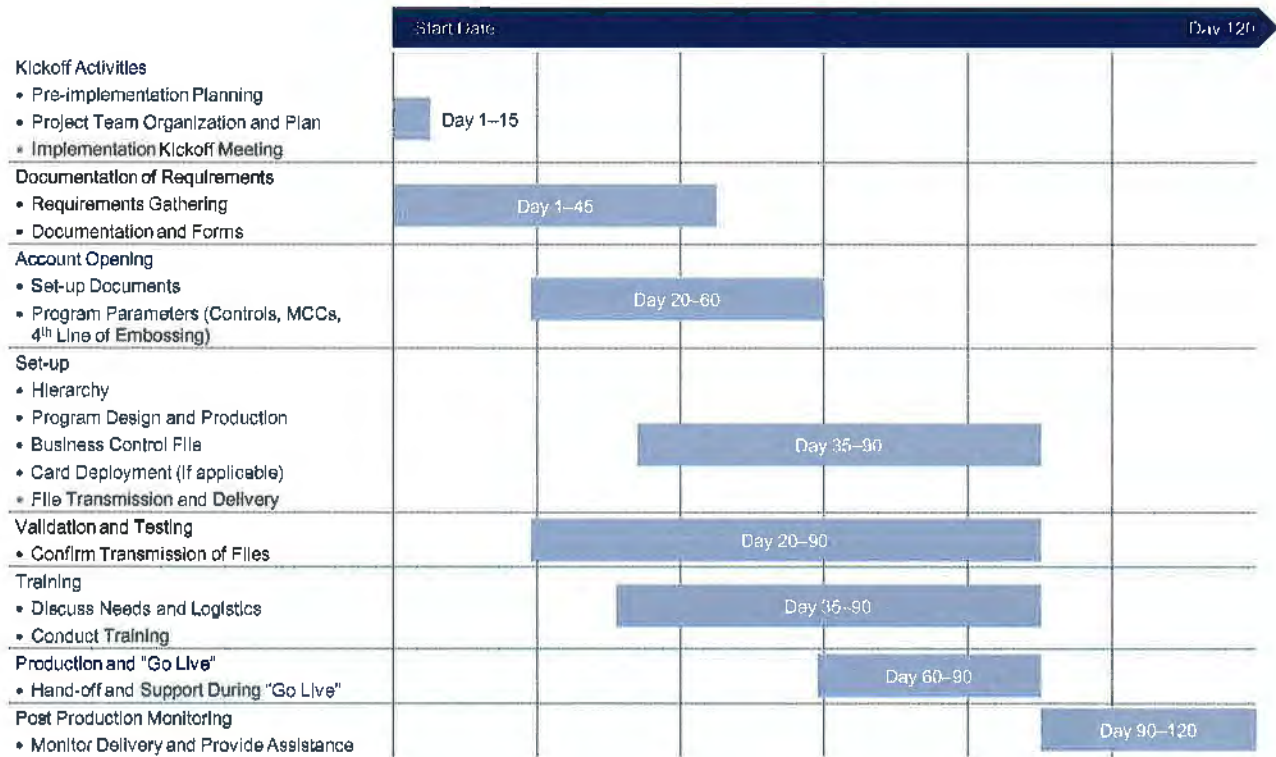 Start Date Day 120
Kickoff Activities
• Pre-implementation Planning
• Project Team Organization and Plan
• Implementation Kickoff Meeting
Day 1–15
Documentation of Requirements
• Requirements Gathering
• Documentation and Forms
Day 1–45
Account Opening
• Set-up Documents
• Program Parameters (Controls, MCCs,
4th Line of Embossing)
Day 20–60
Set-up
• Hierarchy
• Program Design and Production
• Business Control File
• Card Deployment (If applicable)
• File Transmission and Delivery
Day 35–90
Validation and Testing
• Confirm Transmission of Files
Day 20–90
Training
• Discuss Needs and Logistics
• Conduct Training
Day 35–90
Production and "Go Live"
• Hand-off and Support During "Go Live"
Day 60–90
Post Production Monitoring
• Monitor Delivery and Provide Assistance
Day 90–120